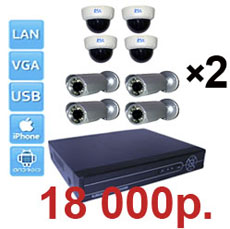 LAN
VGA
USB
iPhone
android
×2
18 000р.